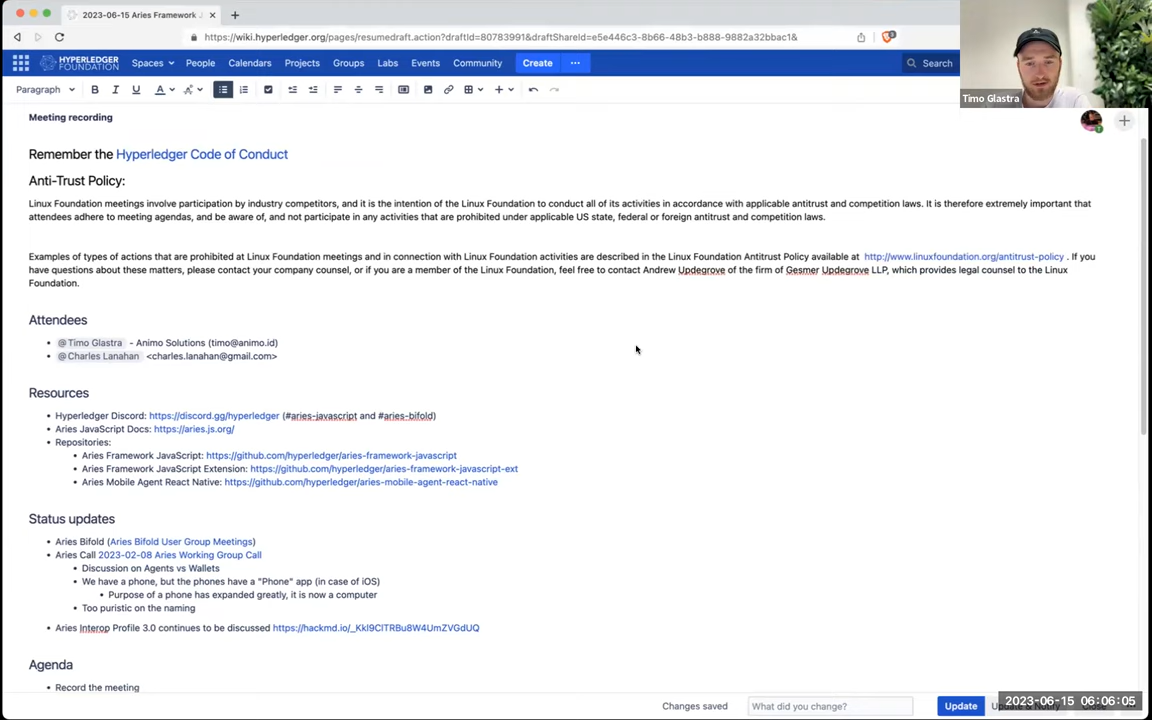 2023-06-15 Aries Framework J
https://wiki.hyperledger.org/pages/resumedraft.action?draftId=80783991&draftShareId=e5e446c3-8b66-48b3-b888-9882a32bbac1&
HYPERLEDGER FOUNDATION Spaces People Calendars Projects Groups Labs Events Community Create ... Search
Timo Glastra
Paragraph B I U A
Meeting recording
Remember the Hyperledger Code of Conduct
Anti-Trust Policy:
Linux Foundation meetings involve participation by industry competitors, and it is the intention of the Linux Foundation to conduct all of its activities in accordance with applicable antitrust and competition laws. It is therefore extremely important that
attendees adhere to meeting agendas, and be aware of, and not participate in any activities that are prohibited under applicable US state, federal or foreign antitrust and competition laws.
Examples of types of actions that are prohibited at Linux Foundation meetings and in connection with Linux Foundation activities are described in the Linux Foundation Antitrust Policy available at http://www.linuxfoundation.org/antitrust-policy . If you
have questions about these matters, please contact your company counsel, or if you are a member of the Linux Foundation, feel free to contact Andrew Updegrove of the firm of Gesmer Updegrove LLP, which provides legal counsel to the Linux
Foundation.
Attendees
• @Timo Glastra - Animo Solutions (timo@animo.id)
• @Charles Lanahan <charles.lanahan@gmail.com>
Resources
• Hyperledger Discord: https://discord.gg/hyperledger (#aries-javascript and #aries-bifold)
• Aries JavaScript Docs: https://aries.js.org/
• Repositories:
• Aries Framework JavaScript: https://github.com/hyperledger/aries-framework-javascript
• Aries Framework JavaScript Extension: https://github.com/hyperledger/aries-framework-javascript-ext
• Aries Mobile Agent React Native: https://github.com/hyperledger/aries-mobile-agent-react-native
Status updates
• Aries Bifold (Aries Bifold User Group Meetings)
• Aries Call 2023-02-08 Aries Working Group Call
• Discussion on Agents vs Wallets
• We have a phone, but the phones have a "Phone" app (in case of iOS)
• Purpose of a phone has expanded greatly, it is now a computer
• Too puristic on the naming
• Aries Interop Profile 3.0 continues to be discussed https://hackmd.io/_Kkl9ClTRBu8W4UmZVGdUQ
Agenda
• Record the meeting
Changes saved What did you change? Update
2023-06-15 06:06:05